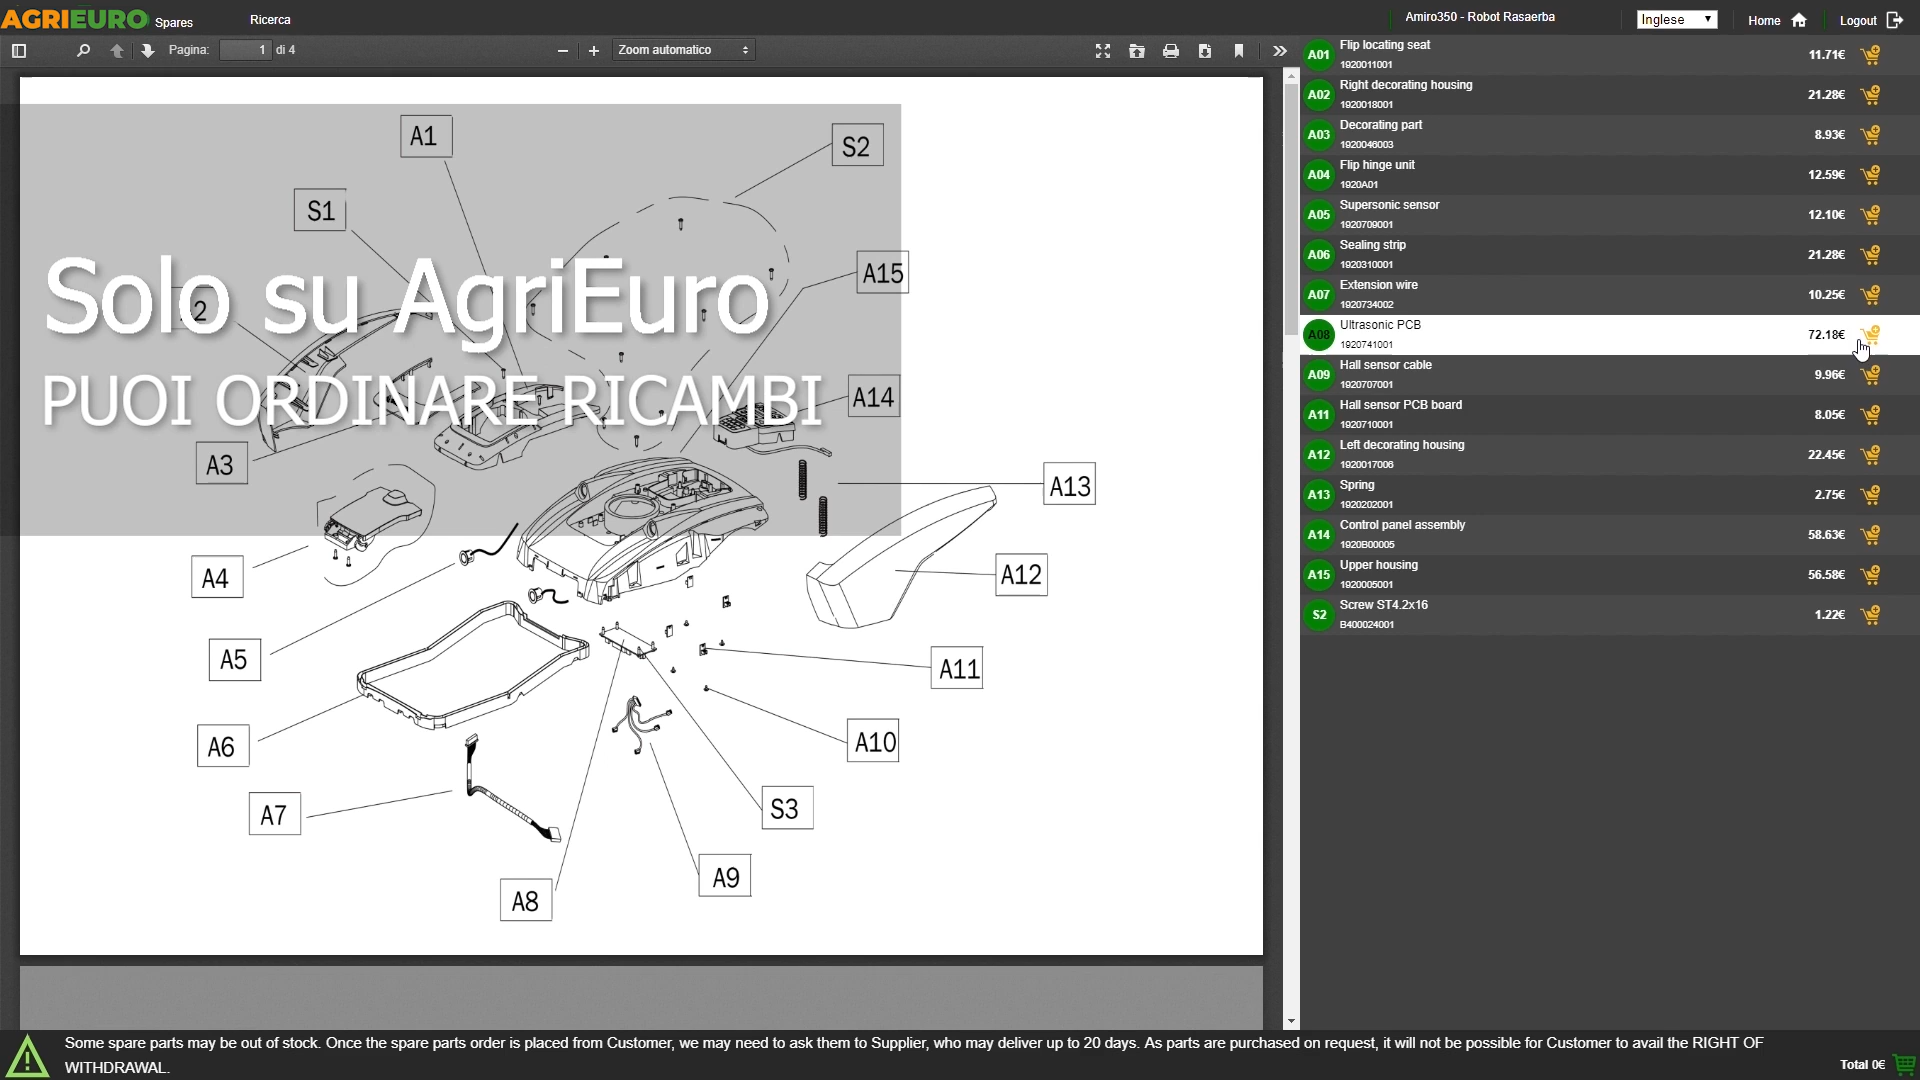 AGRIEURO Spares
Ricerca
Amiro350 - Robot Rasaerba
Inglese
Home
Logout
Pagina: 1 di 4
Zoom automatico
A1
S2
S1
A15
2
Solo su AgriEuro
PUOI ORDINARE RICAMBI
A14
A3
A13
A4
A12
A5
A11
A6
A10
A7
S3
A9
A8
A01 Flip locating seat 11.71€
1920011001
A02 Right decorating housing 21.28€
1920018001
A03 Decorating part 8.93€
1920046003
A04 Flip hinge unit 12.59€
1920A01
A05 Supersonic sensor 12.10€
1920709001
A06 Sealing strip 21.28€
1920310001
A07 Extension wire 10.25€
1920734002
A08 Ultrasonic PCB 72.18€
1920741001
A09 Hall sensor cable 9.96€
1920707001
A11 Hall sensor PCB board 8.05€
1920710001
A12 Left decorating housing 22.45€
1920017006
A13 Spring 2.75€
1920202001
A14 Control panel assembly 58.63€
1920B00005
A15 Upper housing 56.58€
1920005001
S2 Screw ST4.2x16 1.22€
B400024001
Some spare parts may be out of stock. Once the spare parts order is placed from Customer, we may need to ask them to Supplier, who may deliver up to 20 days. As parts are purchased on request, it will not be possible for Customer to avail the RIGHT OF
WITHDRAWAL.
Total 0€